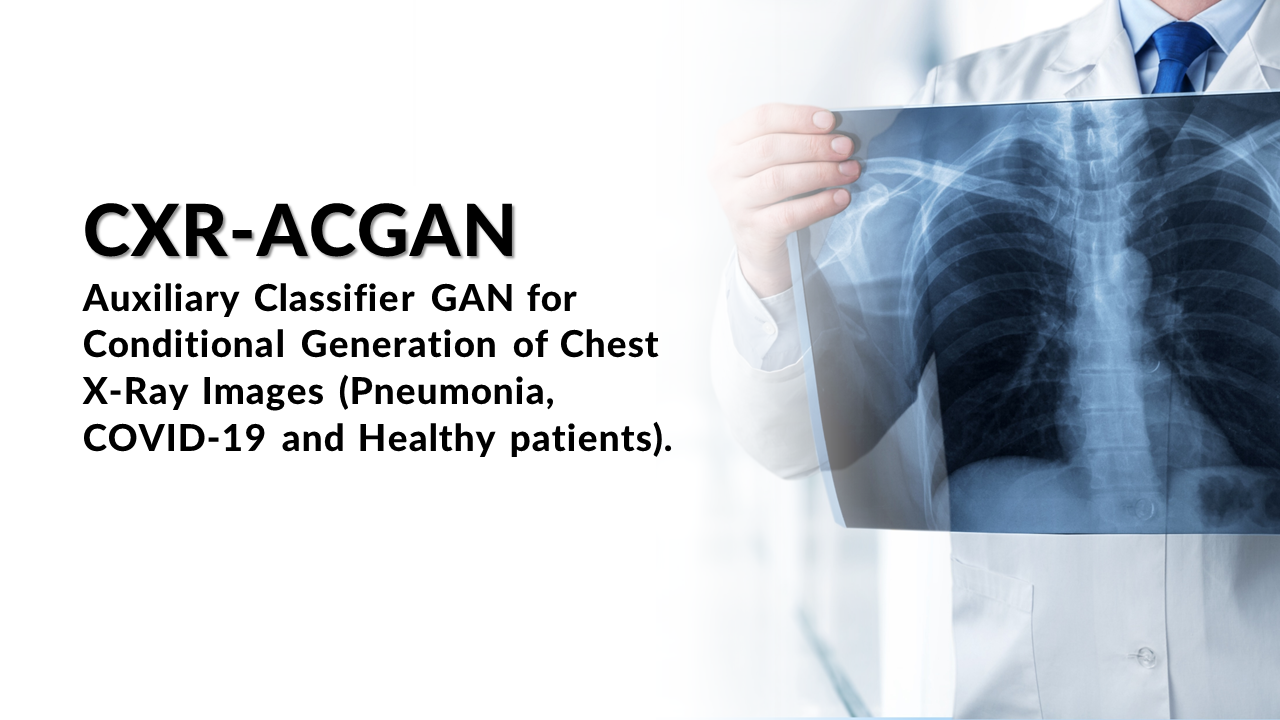 CXR-ACGAN
Auxiliary Classifier GAN for
Conditional Generation of Chest
X-Ray Images (Pneumonia,
COVID-19 and Healthy patients).